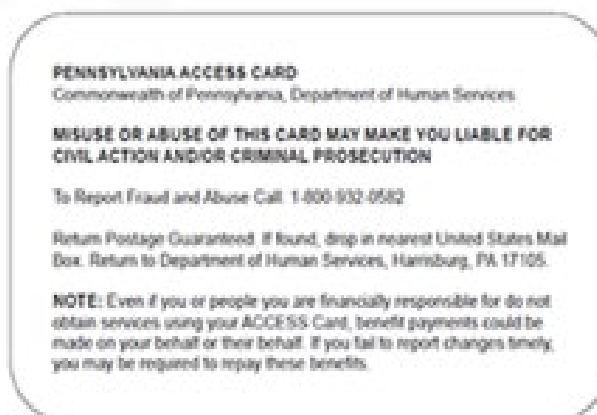 PENNSYLVANIA ACCESS CARD
Commonwealth of Pennsylvania, Department of Human Services
MISUSE OR ABUSE OF THIS CARD MAY MAKE YOU LIABLE FOR
CIVIL ACTION AND/OR CRIMINAL PROSECUTION
To Report Fraud and Abuse Call: 1-800-932-0582
Return Postage Guaranteed. If found, drop in nearest United States Mail
Box. Return to Department of Human Services, Harrisburg, PA 17105.
NOTE: Even if you or people you are financially responsible for do not
obtain services using your ACCESS Card, benefit payments could be
made on your behalf or their behalf. If you fail to report changes timely,
you may be required to repay these benefits.